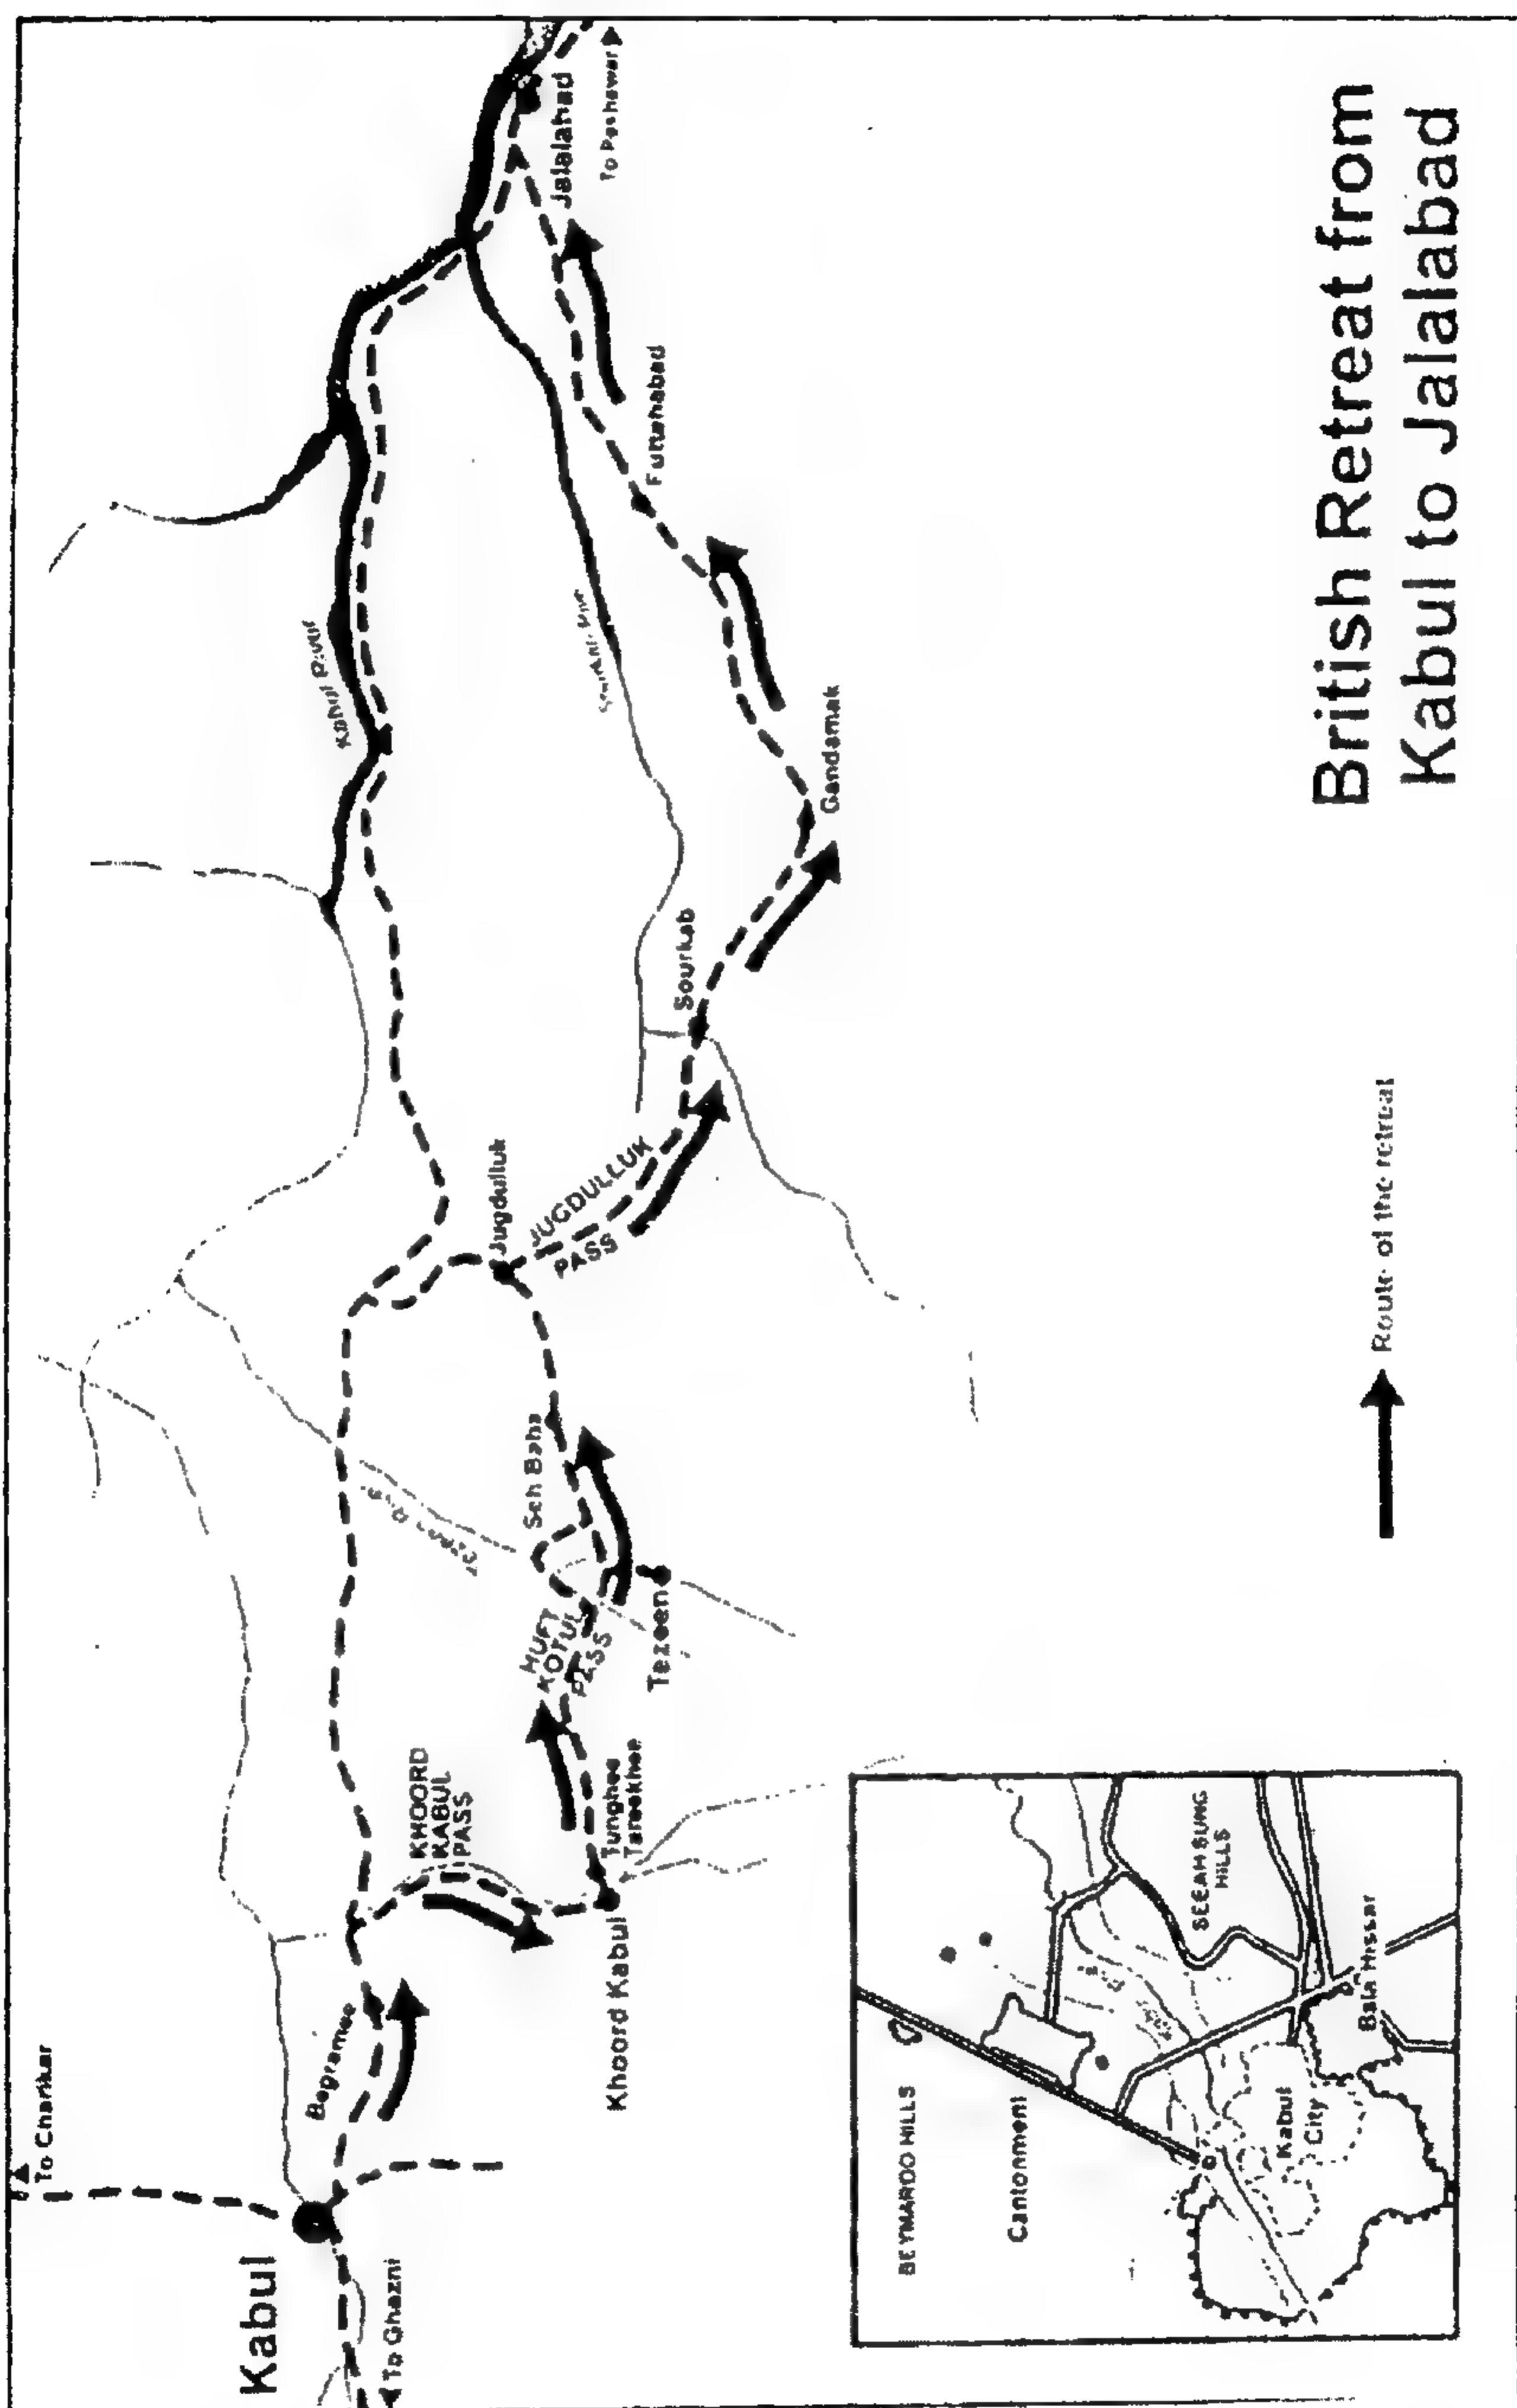 British Retreat from
Kabul to Jalalabad
To Charikar
Kabul
To Ghazni
Bagramee
KHOORD
KABUL
PASS
Khoord Kabul
Tunghee
Tareekhee
HUFT
KOTUL
PASS
Tezeen
Seh Baba
Jugdulluk
JUGDULLUK
PASS
Sourkab
Gandamak
Kabul River
Futtehabad
Jalalabad
To Peshawar
Route of the retreat
BEYMAROO HILLS
Cantonment
SEEAH SUNG
HILLS
Kabul
City
Bala Hissar